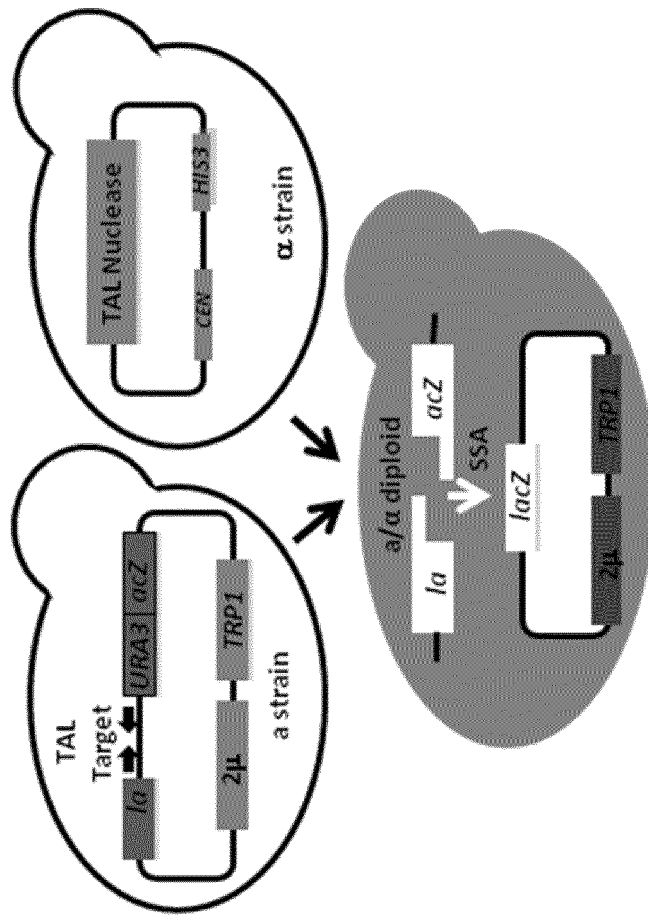 TAL
Target
la
URA3
acZ
2μ
TRP1
a strain
TAL Nuclease
CEN
HIS3
α strain
a/α diploid
la
acZ
SSA
lacZ
2μ
TRP1